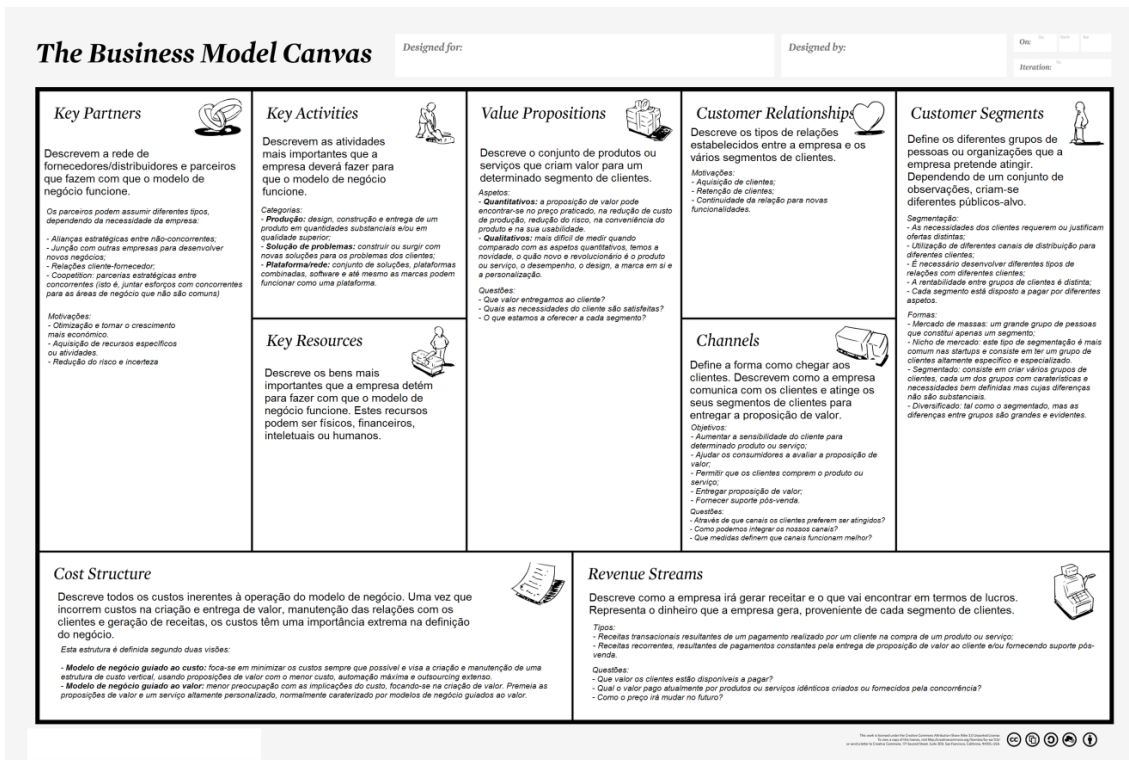 The Business Model Canvas
Designed for:
Designed by:
On:
Iteration:
Key Partners
Descrevem a rede de
fornecedores/distribuidores e parceiros
que fazem com que o modelo de
negócio funcione.
Os parceiros podem assumir diferentes tipos,
dependendo da necessidade da empresa:
- Alianças estratégicas entre não-concorrentes;
- Junção com outras empresas para desenvolver
novos negócios;
- Relações cliente-fornecedor;
- Coopetition: parcerias estratégicas entre
concorrentes (isto é, juntar esforços com concorrentes
para as áreas de negócio que não são comuns)
Motivações:
- Otimização e tornar o crescimento
mais económico.
- Aquisição de recursos específicos
ou atividades.
- Redução do risco e incerteza
Key Activities
Descrevem as atividades
mais importantes que a
empresa deverá fazer para
que o modelo de negócio
funcione.
Categorias:
- Produção: design, construção e entrega de um
produto em quantidades substanciais e/ou em
qualidade superior;
- Solução de problemas: construir ou surgir com
novas soluções para os problemas dos clientes;
- Plataforma/rede: conjunto de soluções, plataformas
combinadas, software e até mesmo as marcas podem
funcionar como uma plataforma.
Key Resources
Descreve os bens mais
importantes que a empresa detém
para fazer com que o modelo de
negócio funcione. Estes recursos
podem ser físicos, financeiros,
inteletuais ou humanos.
Value Propositions
Descreve o conjunto de produtos ou
serviços que criam valor para um
determinado segmento de clientes.
Aspetos:
- Quantitativos: a proposição de valor pode
encontrar-se no preço praticado, na redução de custo
de produção, redução do risco, na conveniência do
produto e na sua usabilidade.
- Qualitativos: mais difícil de medir quando
comparado com as aspetos quantitativos, temos a
novidade, o quão novo e revolucionário é o produto
ou serviço, o desempenho, o design, a marca em si e
a personalização.
Questões:
- Que valor entregamos ao cliente?
- Quais as necessidades do cliente são satisfeitas?
- O que estamos a oferecer a cada segmento?
Customer Relationships
Descreve os tipos de relações
estabelecidos entre a empresa e os
vários segmentos de clientes.
Motivações:
- Aquisição de clientes;
- Retenção de clientes;
- Continuidade da relação para novas
funcionalidades.
Channels
Define a forma como chegar aos
clientes. Descrevem como a empresa
comunica com os clientes e atinge os
seus segmentos de clientes para
entregar a proposição de valor.
Objetivos:
- Aumentar a sensibilidade do cliente para
determinado produto ou serviço;
- Ajudar os consumidores a avaliar a proposição de
valor;
- Permitir que os clientes comprem o produto ou
serviço;
- Entregar proposição de valor;
- Fornecer suporte pós-venda.
Questões:
- Através de que canais os clientes preferem ser atingidos?
- Como podemos integrar os nossos canais?
- Que medidas definem que canais funcionam melhor?
Customer Segments
Define os diferentes grupos de
pessoas ou organizações que a
empresa pretende atingir.
Dependendo de um conjunto de
observações, criam-se
diferentes públicos-alvo.
Segmentação:
- As necessidades dos clientes requerem ou justificam
ofertas distintas;
- Utilização de diferentes canais de distribuição para
diferentes clientes;
- É necessário desenvolver diferentes tipos de
relações com diferentes clientes;
- A rentabilidade entre grupos de clientes é distinta;
- Cada segmento está disposto a pagar por diferentes
aspetos.
Formas:
- Mercado de massas: um grande grupo de pessoas
que constitui apenas um segmento;
- Nicho de mercado: este tipo de segmentação é mais
comum nas startups e consiste em ter um grupo de
clientes altamente específico e especializado.
- Segmentado: consiste em criar vários grupos de
clientes, cada um dos grupos com caraterísticas e
necessidades bem definidas mas cujas diferenças
não são substanciais.
- Diversificado: tal como o segmentado, mas as
diferenças entre grupos são grandes e evidentes.
Cost Structure
Descreve todos os custos inerentes à operação do modelo de negócio. Uma vez que
incorrem custos na criação e entrega de valor, manutenção das relações com os
clientes e geração de receitas, os custos têm uma importância extrema na definição
do negócio.
Esta estrutura é definida segundo duas visões:
- Modelo de negócio guiado ao custo: foca-se em minimizar os custos sempre que possível e visa a criação e manutenção de uma
estrutura de custo vertical, usando proposições de valor com o menor custo, automação máxima e outsourcing extenso.
- Modelo de negócio guiado ao valor: menor preocupação com as implicações do custo, focando-se na criação de valor. Premeia as
proposições de valor e um serviço altamente personalizado, normalmente caraterizado por modelos de negócio guiados ao valor.
Revenue Streams
Descreve como a empresa irá gerar receita e o que vai encontrar em termos de lucros.
Representa o dinheiro que a empresa gera, proveniente de cada segmento de clientes.
Tipos:
- Receitas transacionais resultantes de um pagamento realizado por um cliente na compra de um produto ou serviço;
- Receitas recorrentes, resultantes de pagamentos constantes pela entrega de proposição de valor ao cliente e/ou fornecendo suporte pós-
venda.
Questões:
- Que valor os clientes estão disponíveis a pagar?
- Qual o valor pago atualmente por produtos ou serviços idênticos criados ou fornecidos pela concorrência?
- Como o preço irá mudar no futuro?